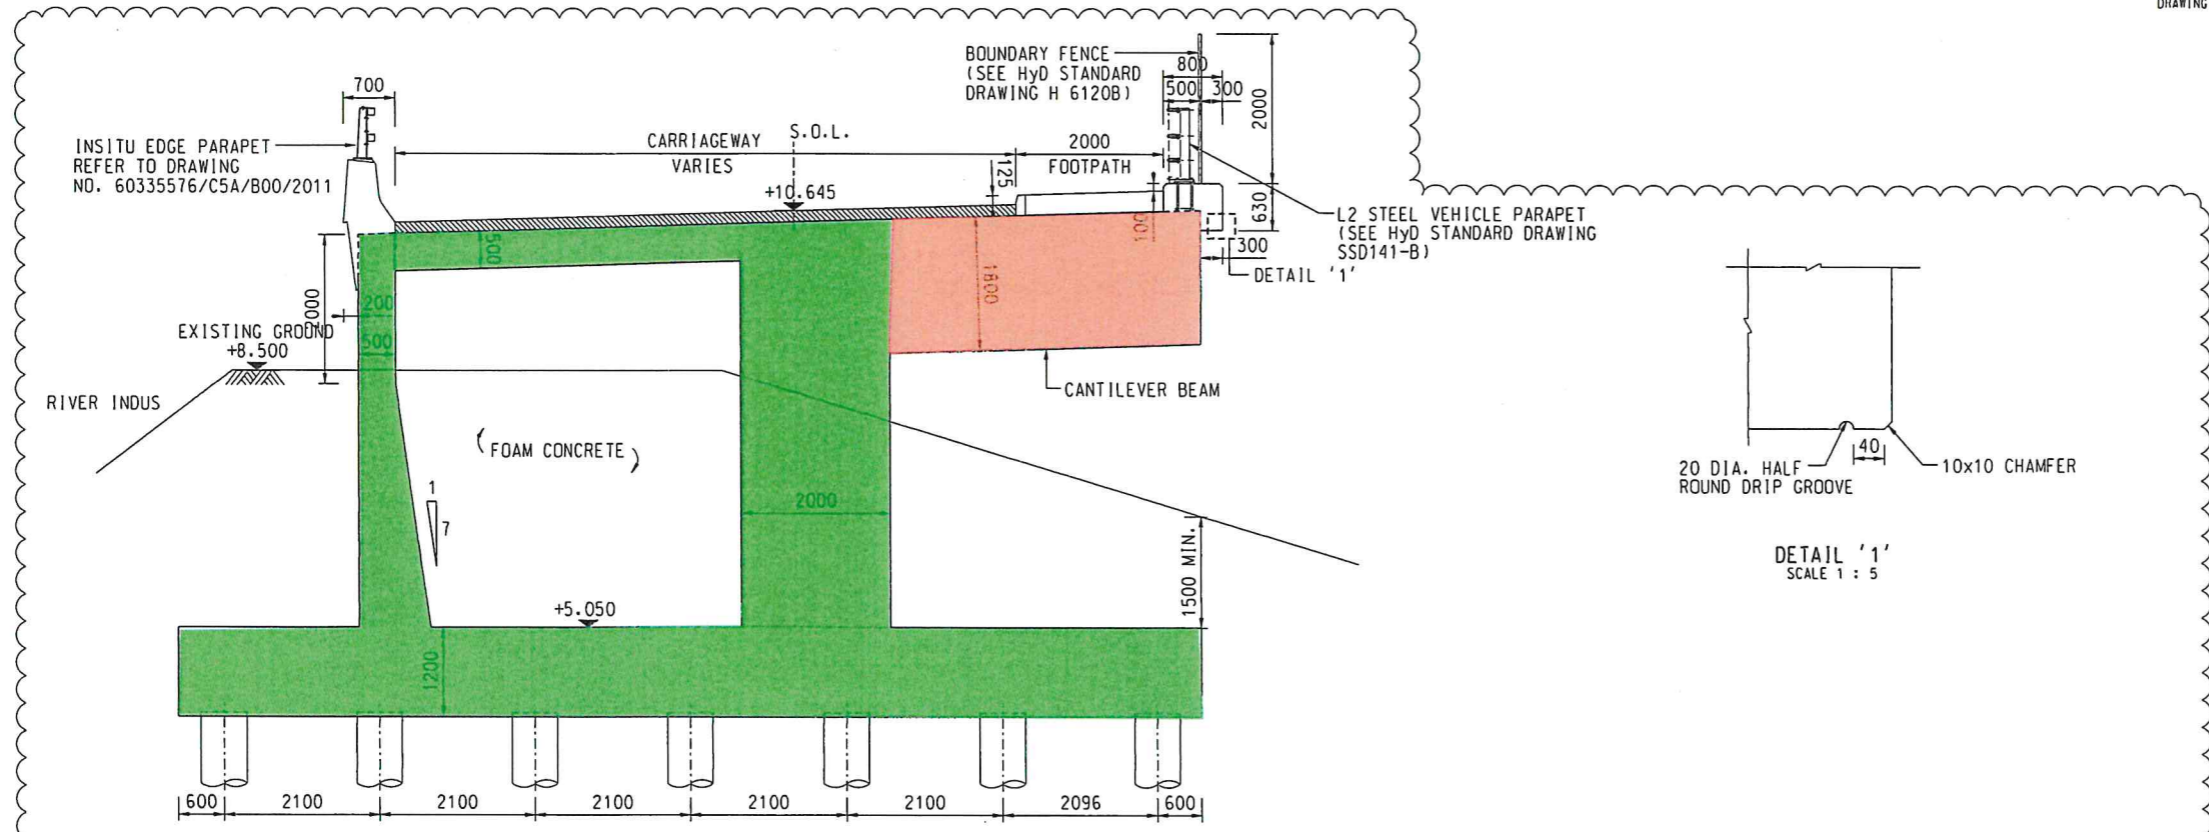 DRAWING
BOUNDARY FENCE
(SEE HyD STANDARD
DRAWING H 6120B)
800
500
300
2000
700
INSITU EDGE PARAPET
REFER TO DRAWING
NO. 60335576/C5A/B00/2011
CARRIAGEWAY
VARIES
S.O.L.
+10.645
125
2000
FOOTPATH
630
100
300
L2 STEEL VEHICLE PARAPET
(SEE HyD STANDARD DRAWING
SSD141-B)
DETAIL '1'
500
1800
2000
200
500
EXISTING GROUND
+8.500
RIVER INDUS
CANTILEVER BEAM
(FOAM CONCRETE)
1
7
2000
1500 MIN.
+5.050
1200
600
2100
2100
2100
2100
2100
2096
600
40
20 DIA. HALF
ROUND DRIP GROOVE
10x10 CHAMFER
DETAIL '1'
SCALE 1 : 5